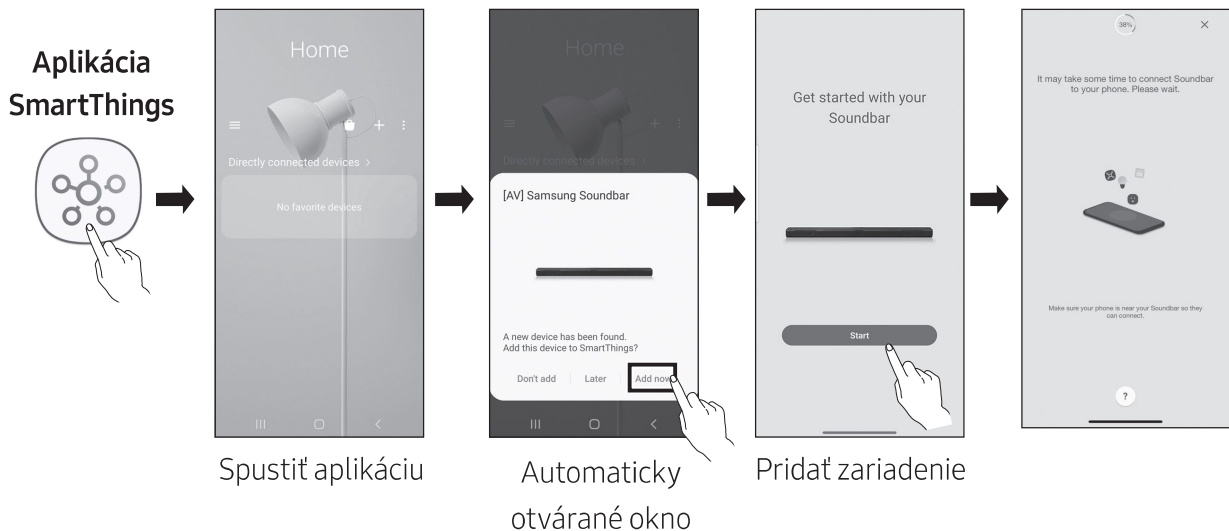 Aplikácia
SmartThings
Home
Directly connected devices >
No favorite devices
Spustiť aplikáciu
Home
Directly connected devices >
[AV] Samsung Soundbar
A new device has been found.
Add this device to SmartThings?
Don't add
Later
Add now
Automaticky
otvárané okno
Get started with your
Soundbar
Start
Pridať zariadenie
38%
It may take some time to connect Soundbar
to your phone. Please wait.
Make sure your phone is near your Soundbar so they
can connect.
?